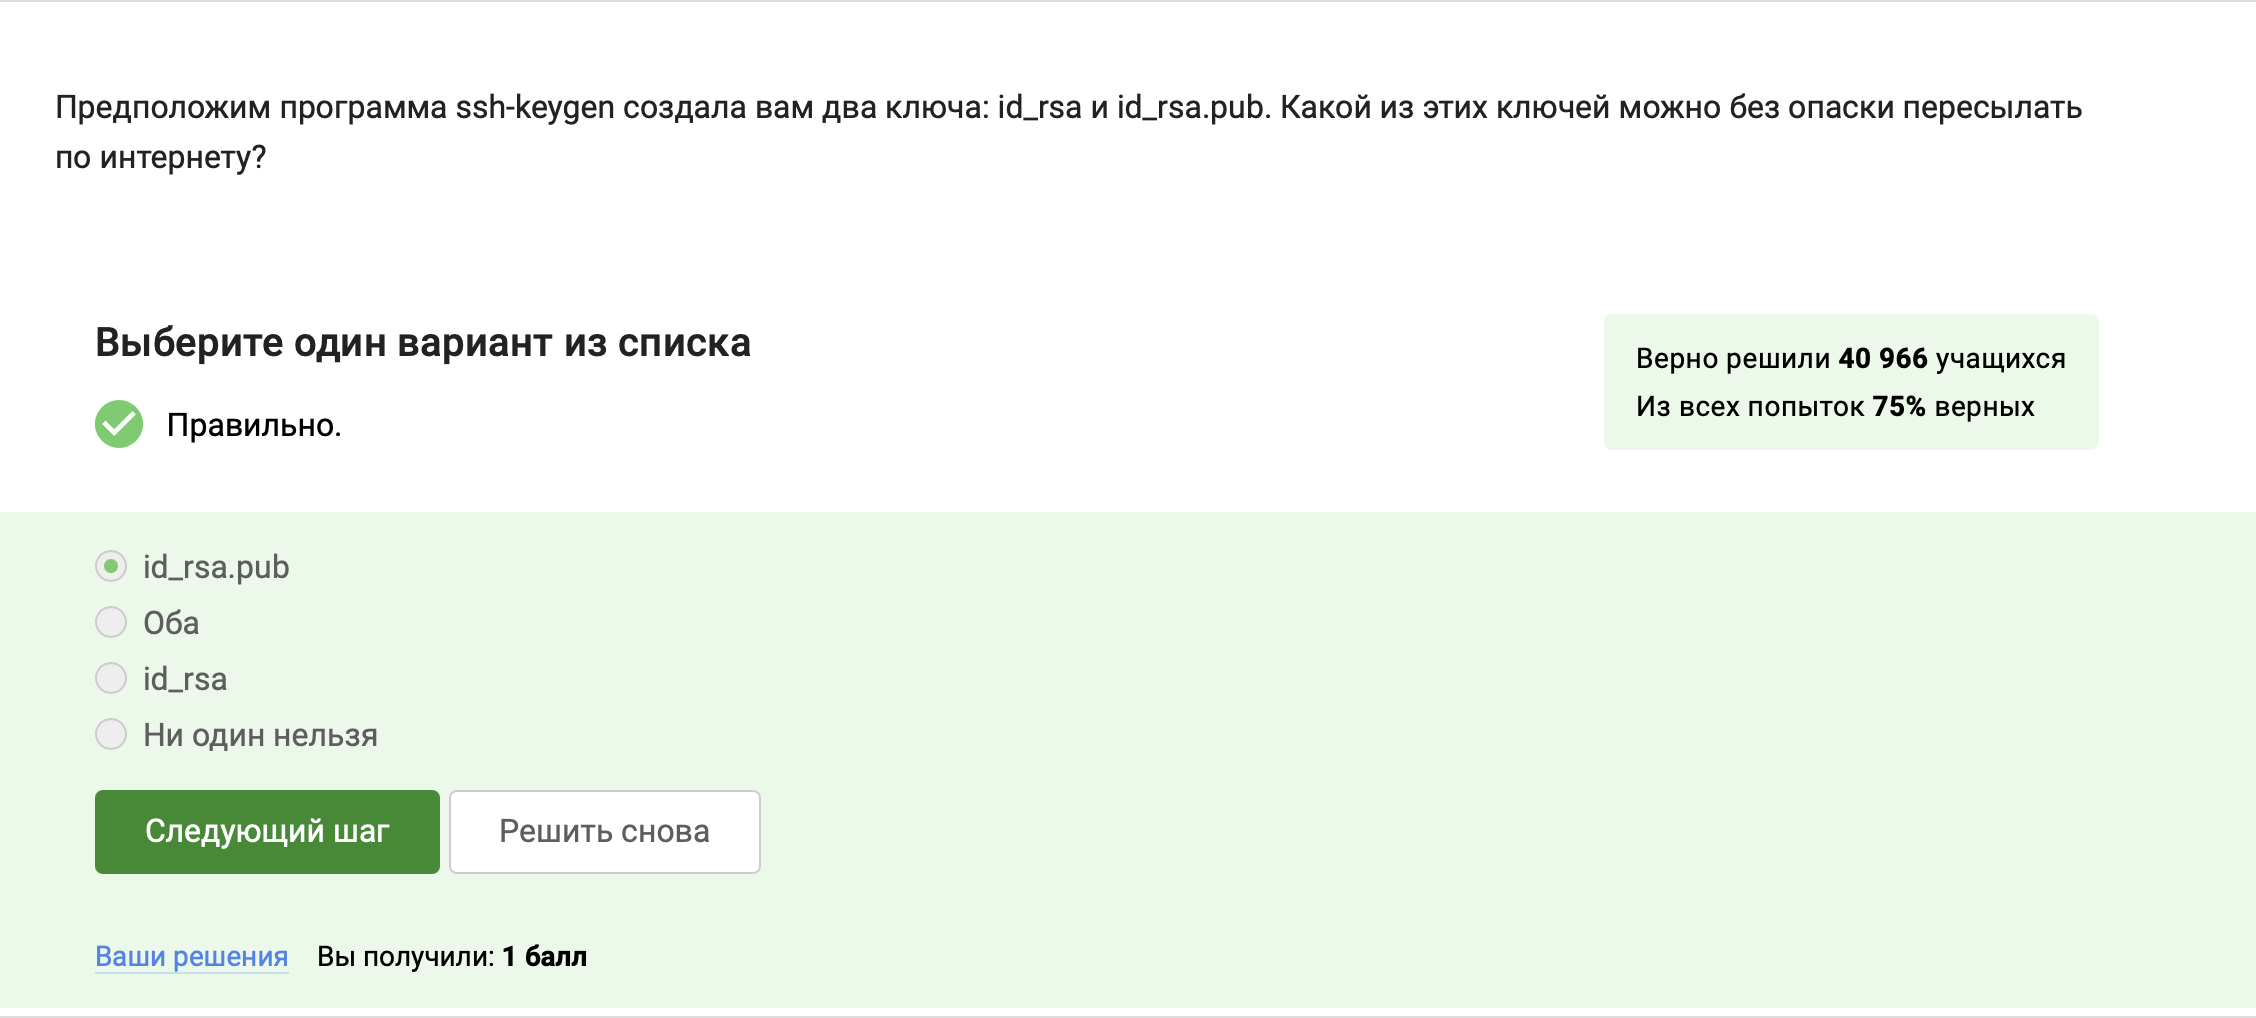 Предположим программа ssh-keygen создала вам два ключа: id_rsa и id_rsa.pub. Какой из этих ключей можно без опаски пересылать
по интернету?
Выберите один вариант из списка
Правильно.
Верно решили 40 966 учащихся
Из всех попыток 75% верных
id_rsa.pub
Оба
id_rsa
Ни один нельзя
Следующий шаг
Решить снова
Ваши решения Вы получили: 1 балл